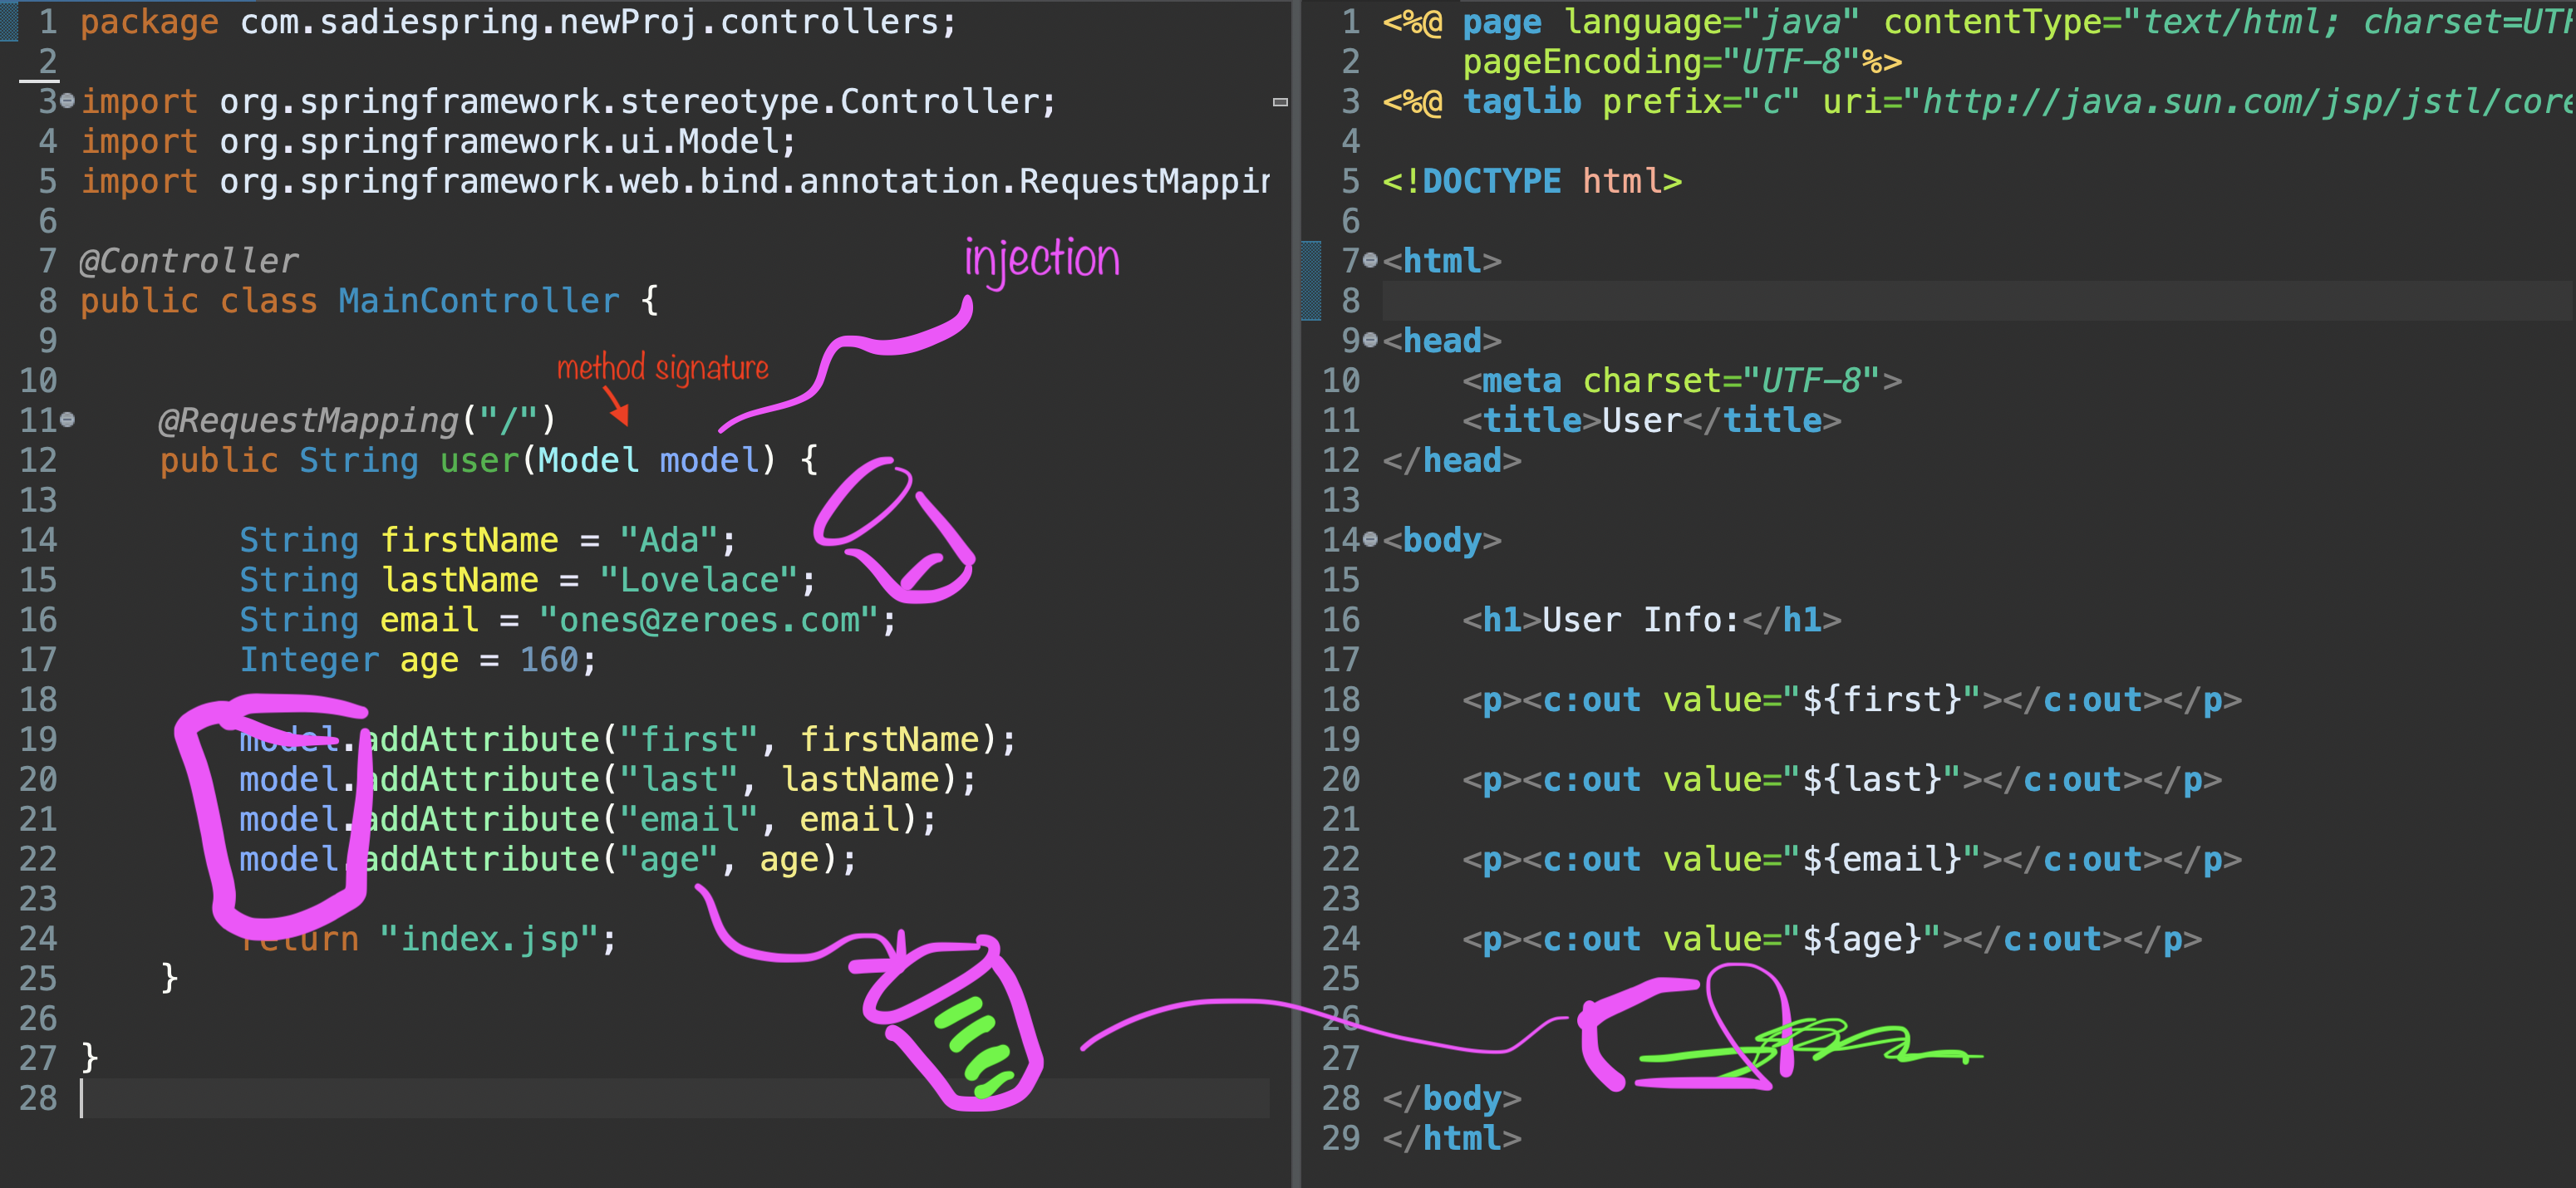 1 package com.sadiespring.newProj.controllers;
2
3 import org.springframework.stereotype.Controller;
4 import org.springframework.ui.Model;
5 import org.springframework.web.bind.annotation.RequestMappin
6
injection
7 @Controller
8 public class MainController {
9
method signature
10
11 @RequestMapping("/")
12 public String user(Model model) {
13
14 String firstName = "Ada";
15 String lastName = "Lovelace";
16 String email = "ones@zeroes.com";
17 Integer age = 160;
18
19 model.addAttribute("first", firstName);
20 model.addAttribute("last", lastName);
21 model.addAttribute("email", email);
22 model.addAttribute("age", age);
23
24 return "index.jsp";
25 }
26
27 }
28
1 <%@ page language="java" contentType="text/html; charset=UTF
2 pageEncoding="UTF-8"%>
3 <%@ taglib prefix="c" uri="http://java.sun.com/jsp/jstl/core
4
5 <!DOCTYPE html>
6
7 <html>
8
9 <head>
10 <meta charset="UTF-8">
11 <title>User</title>
12 </head>
13
14 <body>
15
16 <h1>User Info:</h1>
17
18 <p><c:out value="${first}"></c:out></p>
19
20 <p><c:out value="${last}"></c:out></p>
21
22 <p><c:out value="${email}"></c:out></p>
23
24 <p><c:out value="${age}"></c:out></p>
25
26
27
28 </body>
29 </html>